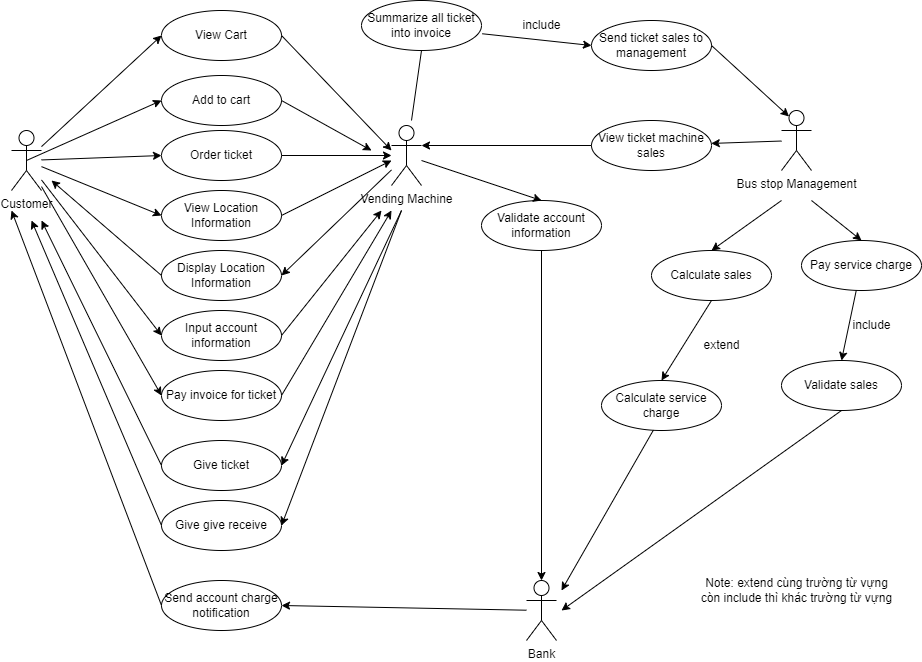 View Cart
Add to cart
Order ticket
View Location
Information
Display Location
Information
Input account
information
Pay invoice for ticket
Give ticket
Give give receive
Send account charge
notification
Customer
Summarize all ticket
into invoice
include
Send ticket sales to
management
View ticket machine
sales
Vending Machine
Bus stop Management
Validate account
information
Calculate sales
Pay service charge
extend
include
Calculate service
charge
Validate sales
Bank
Note: extend cùng trường từ vựng
còn include thì khác trường từ vựng